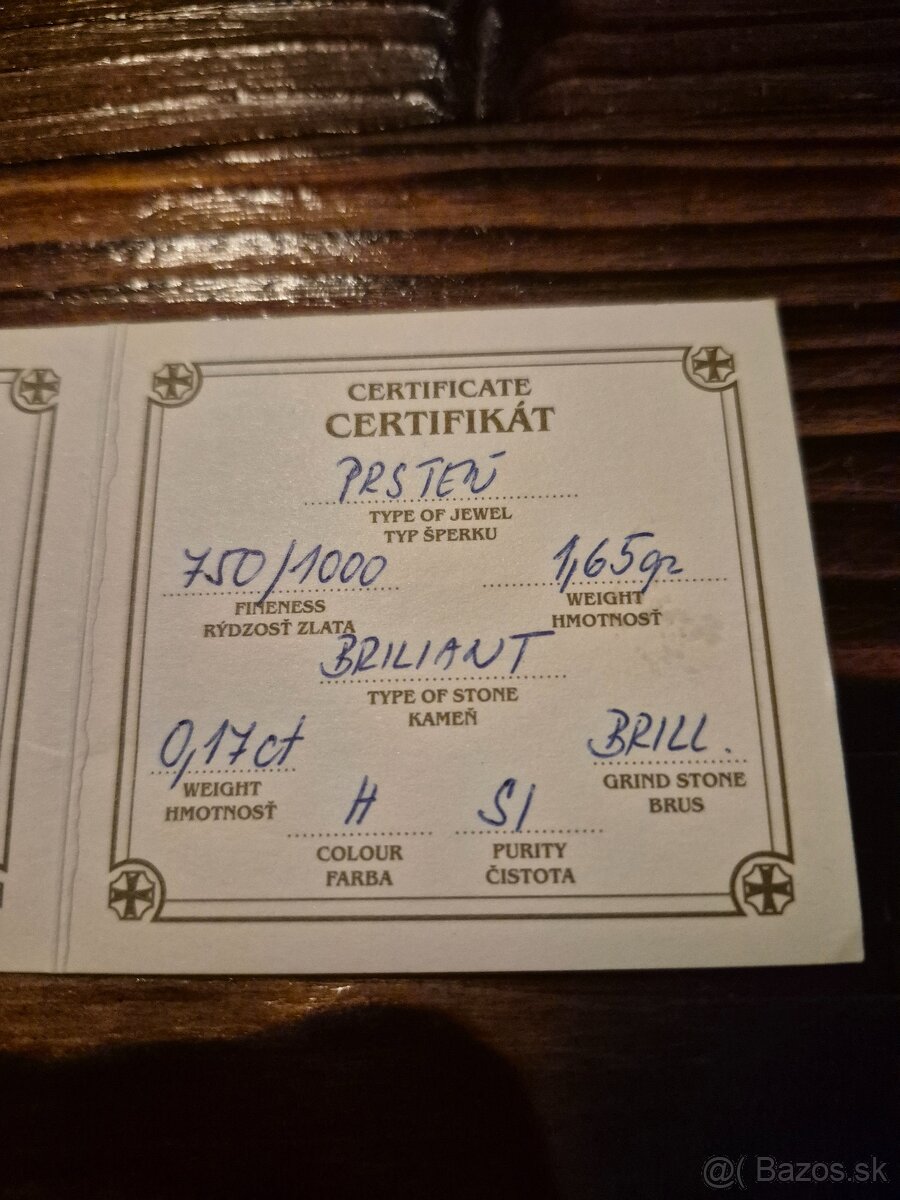 CERTIFICATE
CERTIFIKÁT
PRSTEŇ
TYPE OF JEWEL
TYP ŠPERKU
750/1000
FINENESS
RÝDZOSŤ ZLATA
1,65gr
WEIGHT
HMOTNOSŤ
BRILIANT
TYPE OF STONE
KAMEŇ
0,17ct
WEIGHT
HMOTNOSŤ
H
COLOUR
FARBA
SI
PURITY
ČISTOTA
BRILL.
GRIND STONE
BRUS
@( Bazos.sk